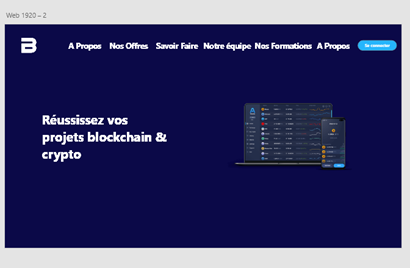 Web 1920 – 2
B
A Propos Nos Offres Savoir Faire Notre équipe Nos Formations A Propos Se connecter
Réussissez vos
projets blockchain &
crypto